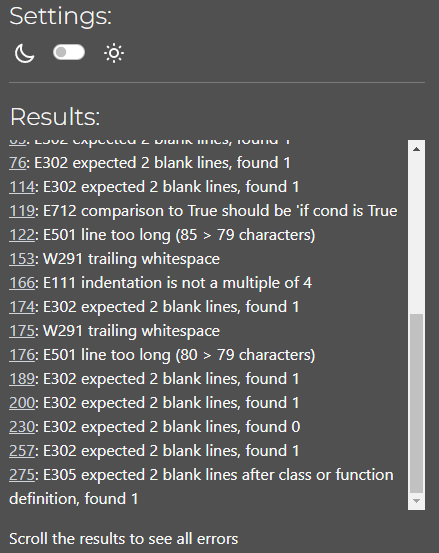 Settings:
Results:
E302 expected 2 blank lines, found 1
76: E302 expected 2 blank lines, found 1
114: E302 expected 2 blank lines, found 1
119: E712 comparison to True should be 'if cond is True
122: E501 line too long (85 > 79 characters)
153: W291 trailing whitespace
166: E111 indentation is not a multiple of 4
174: E302 expected 2 blank lines, found 1
175: W291 trailing whitespace
176: E501 line too long (80 > 79 characters)
189: E302 expected 2 blank lines, found 1
200: E302 expected 2 blank lines, found 1
230: E302 expected 2 blank lines, found 0
257: E302 expected 2 blank lines, found 1
275: E305 expected 2 blank lines after class or function
definition, found 1
Scroll the results to see all errors